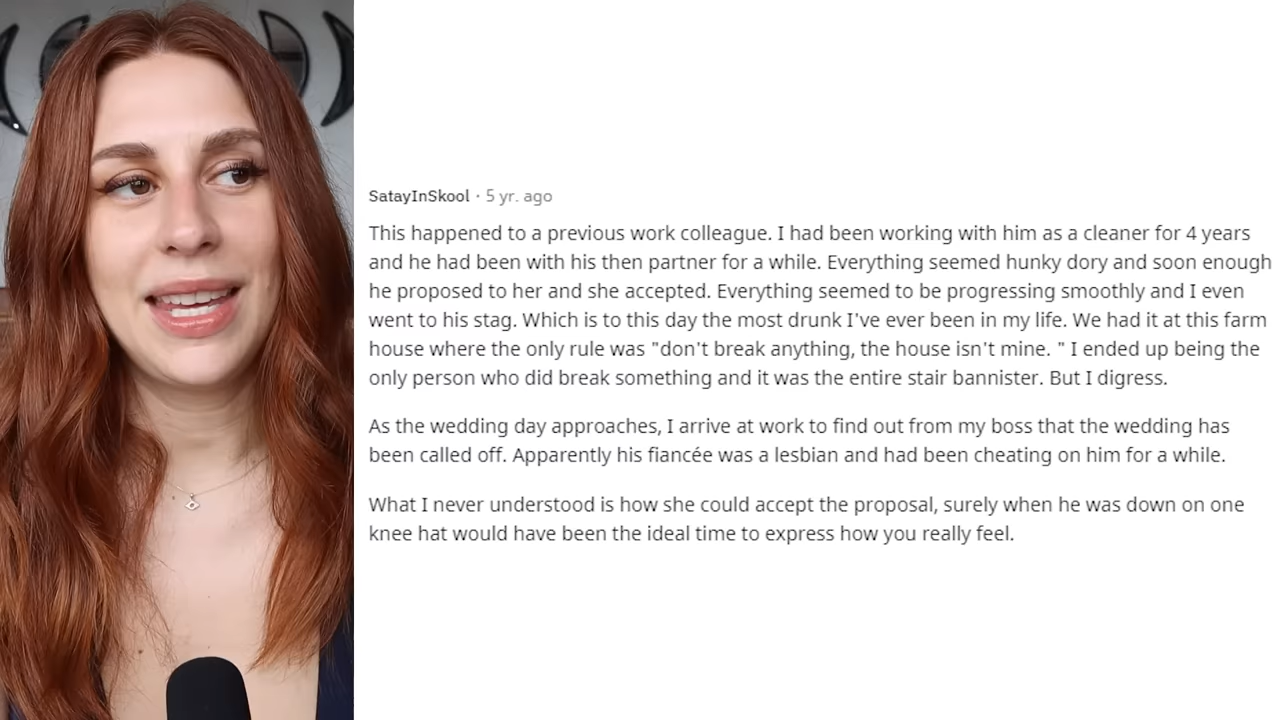 SatayInSkool · 5 yr. ago
This happened to a previous work colleague. I had been working with him as a cleaner for 4 years
and he had been with his then partner for a while. Everything seemed hunky dory and soon enough
he proposed to her and she accepted. Everything seemed to be progressing smoothly and I even
went to his stag. Which is to this day the most drunk I've ever been in my life. We had it at this farm
house where the only rule was "don't break anything, the house isn't mine. " I ended up being the
only person who did break something and it was the entire stair bannister. But I digress.
As the wedding day approaches, I arrive at work to find out from my boss that the wedding has
been called off. Apparently his fiancée was a lesbian and had been cheating on him for a while.
What I never understood is how she could accept the proposal, surely when he was down on one
knee hat would have been the ideal time to express how you really feel.